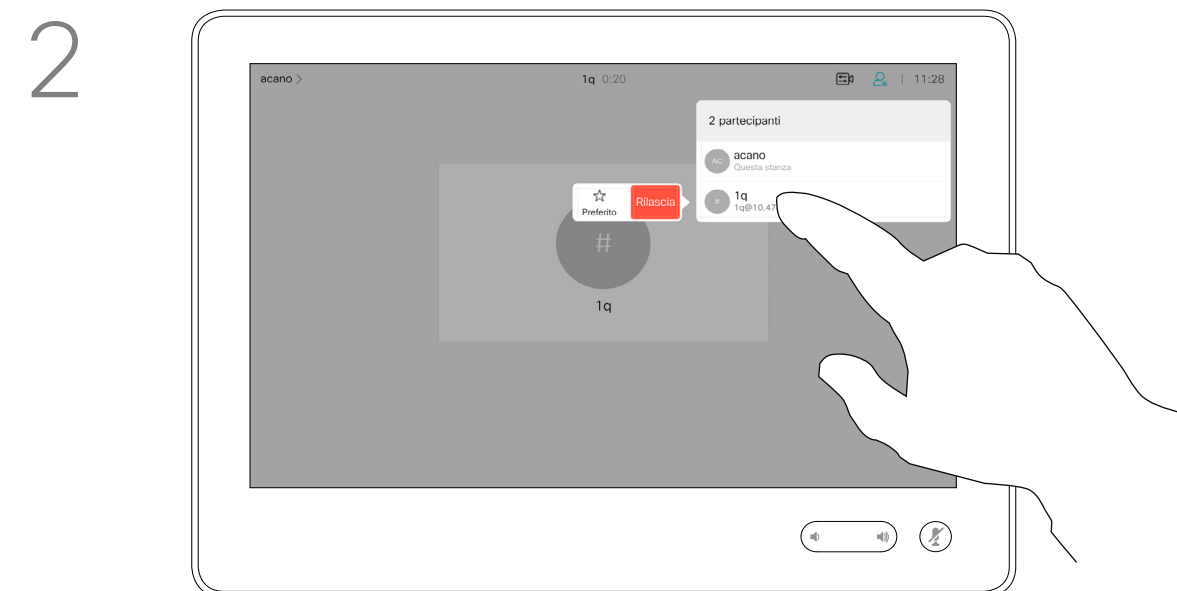 2
acano >
1q 0:20
11:28
2 partecipanti
AC
acano
Questa stanza
#
1q
1q@10.47
Preferito
Rilascia
#
1q